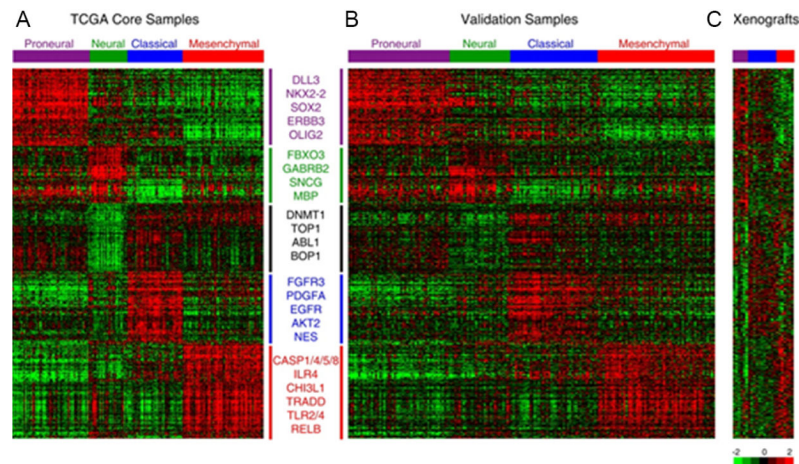 A TCGA Core Samples B Validation Samples C Xenografts
Proneural Neural Classical Mesenchymal Proneural Neural Classical Mesenchymal
DLL3
NKX2-2
SOX2
ERBB3
OLIG2
FBXO3
GABRB2
SNCG
MBP
DNMT1
TOP1
ABL1
BOP1
FGFR3
PDGFA
EGFR
AKT2
NES
CASP1/4/5/8
ILR4
CHI3L1
TRADD
TLR2/4
RELB
-2 0 2